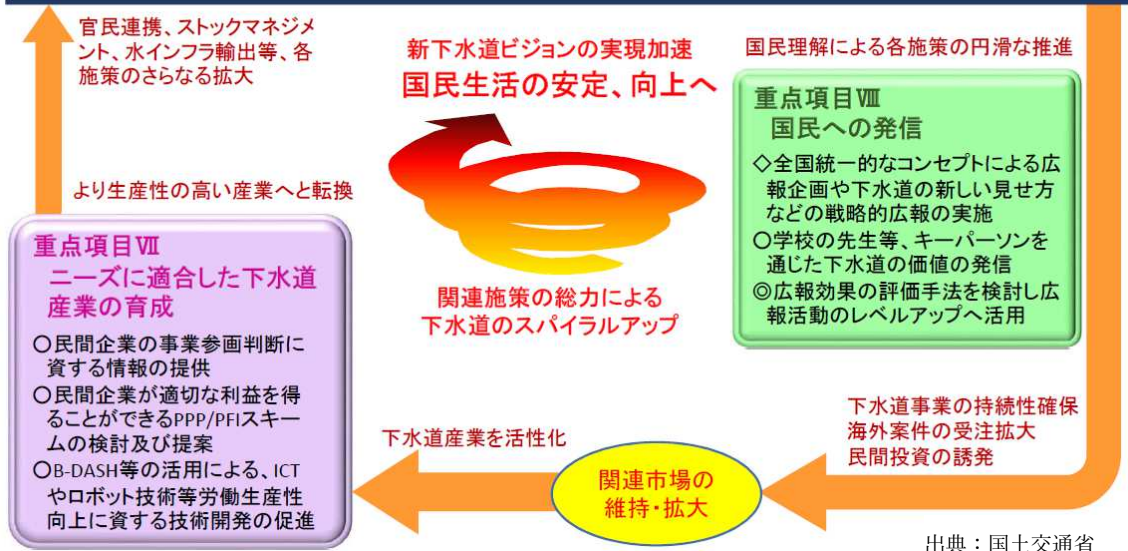 官民連携、ストックマネジメ
ント、水インフラ輸出等、各
施策のさらなる拡大
新下水道ビジョンの実現加速
国民生活の安定、向上へ
国民理解による各施策の円滑な推進
重点項目Ⅷ
国民への発信
◇全国統一的なコンセプトによる広
報企画や下水道の新しい見せ方
などの戦略的広報の実施
○学校の先生等、キーパーソンを
通じた下水道の価値の発信
◎広報効果の評価手法を検討し広
報活動のレベルアップへ活用
より生産性の高い産業へと転換
重点項目Ⅶ
ニーズに適合した下水道
産業の育成
○民間企業の事業参画判断に
資する情報の提供
○民間企業が適切な利益を得
ることができるPPP/PFIスキー
ムの検討及び提案
○B-DASH等の活用による、ICT
やロボット技術等労働生産性
向上に資する技術開発の促進
関連施策の総力による
下水道のスパイラルアップ
下水道事業の持続性確保
海外案件の受注拡大
民間投資の誘発
下水道産業を活性化
関連市場の
維持・拡大
出典：国土交通省